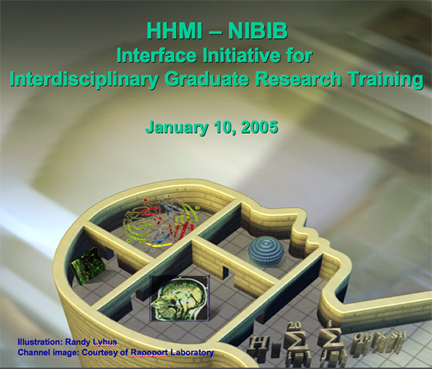 HHMI – NIBIB
Interface Initiative for
Interdisciplinary Graduate Research Training
January 10, 2005
Illustration: Randy Lyhus
Channel image: Courtesy of Rapoport Laboratory